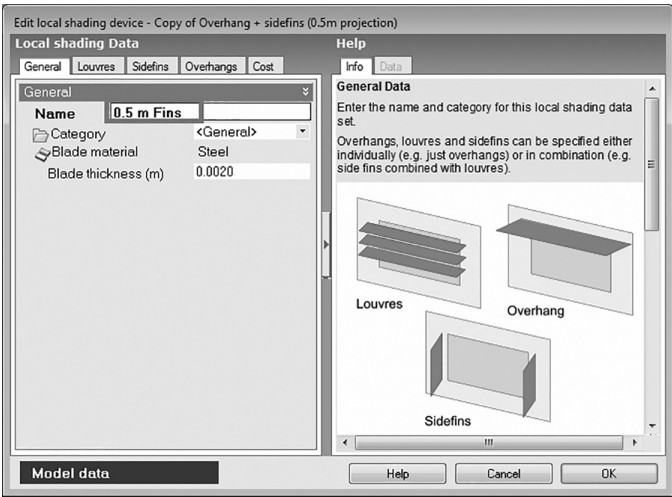 Edit local shading device - Copy of Overhang + sidefins (0.5m projection)
Local shading Data
General Louvres Sidefins Overhangs Cost
General
Name 0.5 m Fins
Category <General>
Blade material Steel
Blade thickness (m) 0.0020
Help
Info Data
General Data
Enter the name and category for this local shading data
set.
Overhangs, louvres and sidefins can be specified either
individually (e.g. just overhangs) or in combination (e.g.
side fins combined with louvres).
Louvres
Overhang
Sidefins
Model data
Help Cancel OK